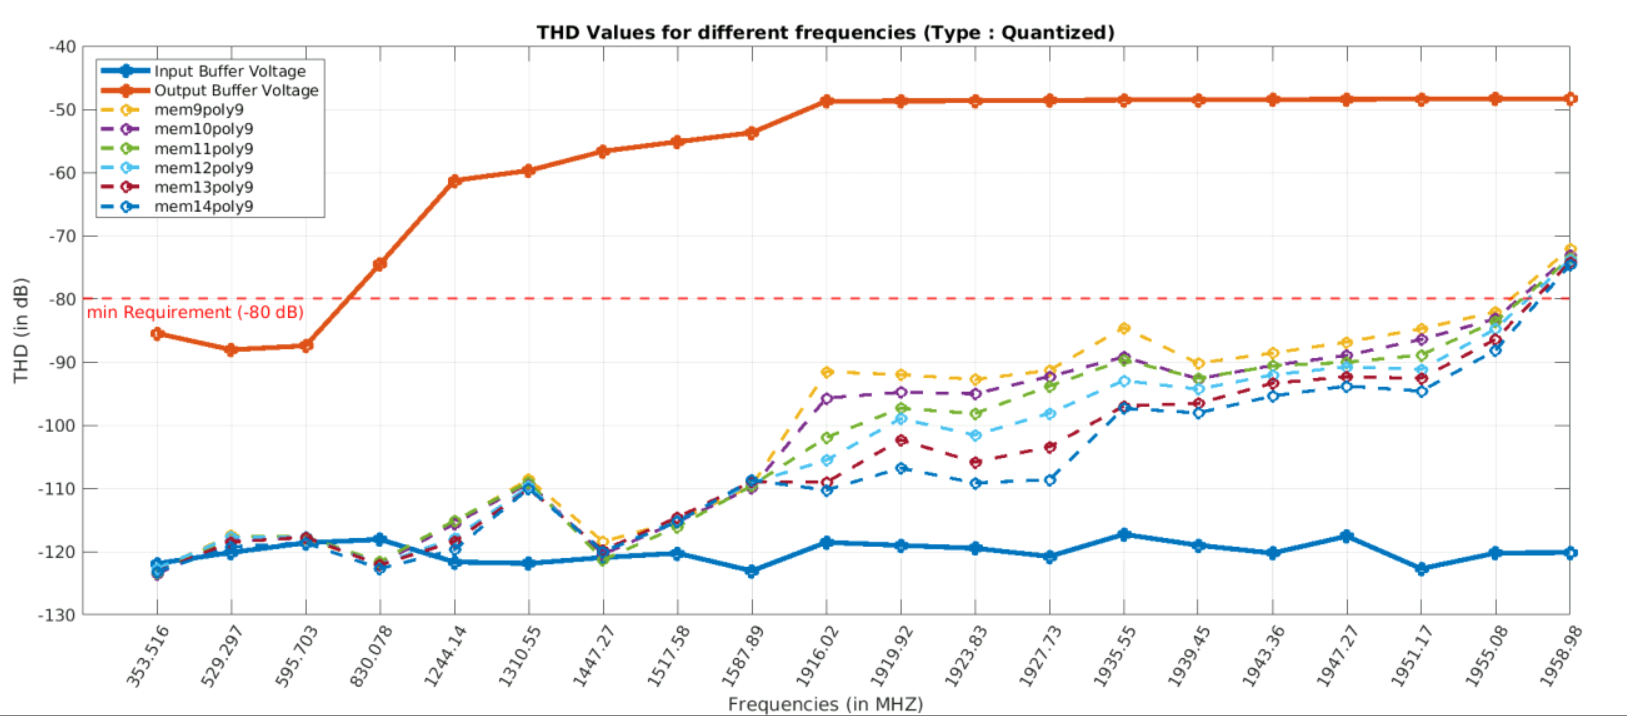 THD Values for different frequencies (Type : Quantized)
-40
-50
-60
-70
-80
-90
-100
-110
-120
-130
THD (in dB)
Input Buffer Voltage
Output Buffer Voltage
mem9poly9
mem10poly9
mem11poly9
mem12poly9
mem13poly9
mem14poly9
min Requirement (-80 dB)
353.516
529.297
595.703
830.078
1244.14
1310.55
1447.27
1517.58
1587.89
1916.02
1919.92
1923.83
1927.73
1935.55
1939.45
1943.36
1947.27
1951.17
1955.08
1958.98
Frequencies (in MHZ)